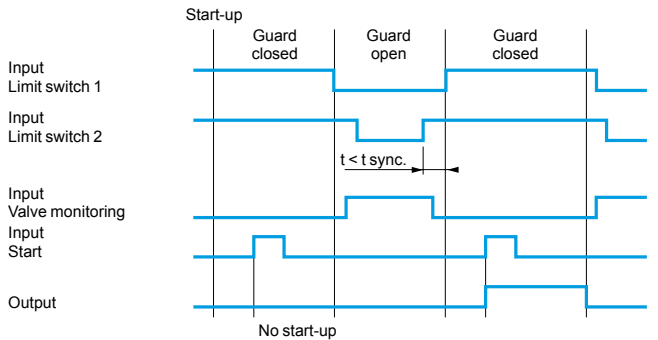 Start-up
Guard
closed
Guard
open
Guard
closed
Input
Limit switch 1
Input
Limit switch 2
t < t sync.
Input
Valve monitoring
Input
Start
Output
No start-up